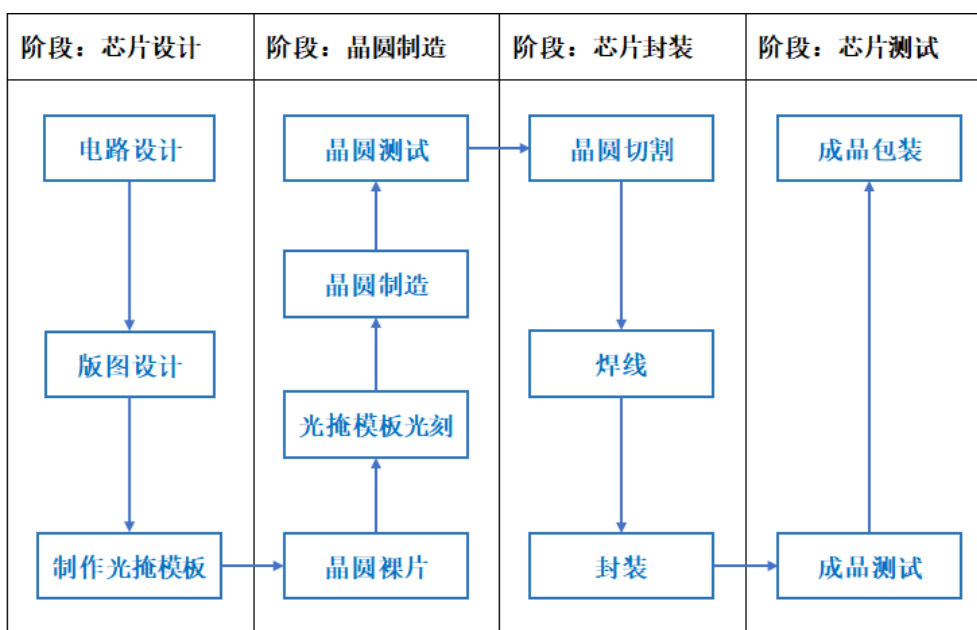 阶段：芯片设计
阶段：晶圆制造
阶段：芯片封装
阶段：芯片测试
电路设计
晶圆测试
晶圆切割
成品包装
晶圆制造
版图设计
焊线
光掩模板光刻
制作光掩模板
晶圆裸片
封装
成品测试